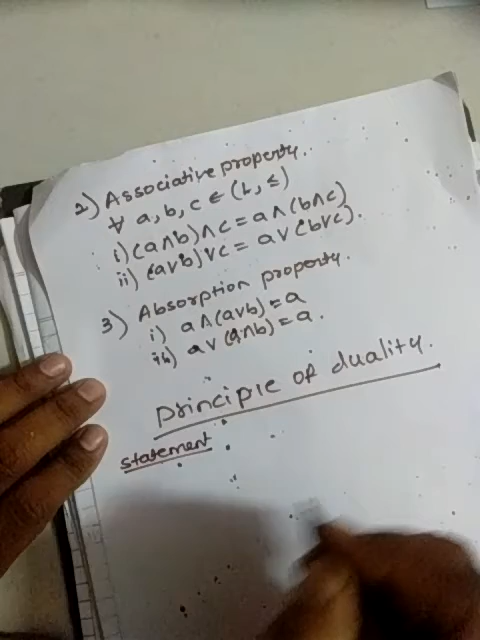 2) Associative property..
∀ a, b, c ∈ (L, ≤)
i) (a∧b)∧c = a∧(b∧c)
ii) (a∨b)∨c = a∨(b∨c).
3) Absorption property.
i) a∧(a∨b) = a
ii) a∨(a∧b) = a.
Principle of duality.
statement